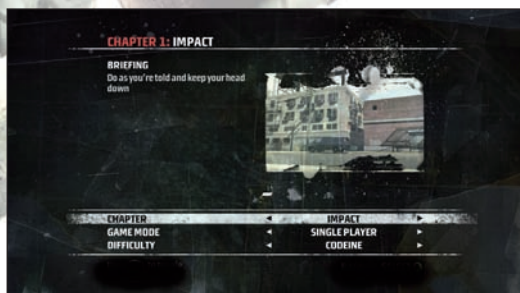 CHAPTER 1: IMPACT
BRIEFING
Do as you're told and keep your head
down
CHAPTER ◄ IMPACT ►
GAME MODE ◄ SINGLE PLAYER ►
DIFFICULTY ◄ CODEINE ►